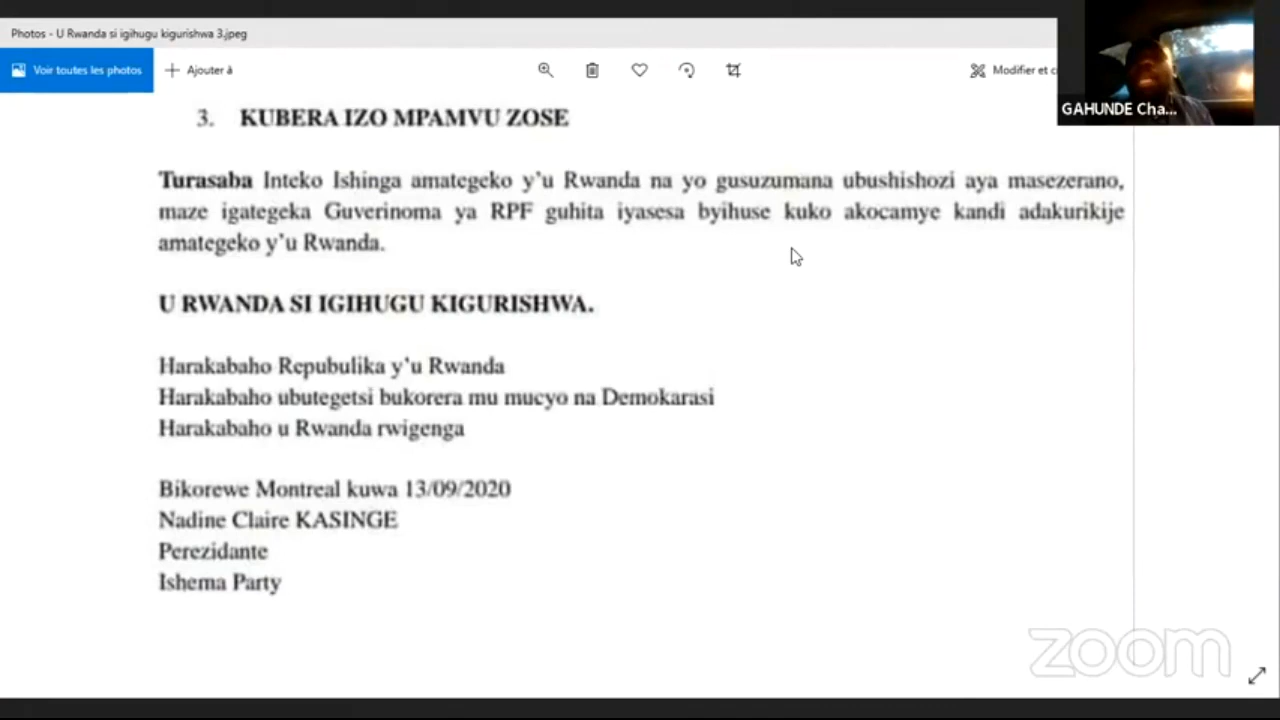 Photos - U Rwanda si igihugu kigurishwa 3.jpeg
Voir toutes les photos
Ajouter à
Modifier et c
GAHUNDE Cha...
3. KUBERA IZO MPAMVU ZOSE
Turasaba Inteko Ishinga amategeko y'u Rwanda na yo gusuzumana ubushishozi aya masezerano,
maze igategeka Guverinoma ya RPF guhita iyasesa byihuse kuko akocamye kandi adakurikije
amategeko y'u Rwanda.
U RWANDA SI IGIHUGU KIGURISHWA.
Harakabaho Repubulika y'u Rwanda
Harakabaho ubutegetsi bukorera mu mucyo na Demokarasi
Harakabaho u Rwanda rwigenga
Bikorewe Montreal kuwa 13/09/2020
Nadine Claire KASINGE
Perezidante
Ishema Party
zoom